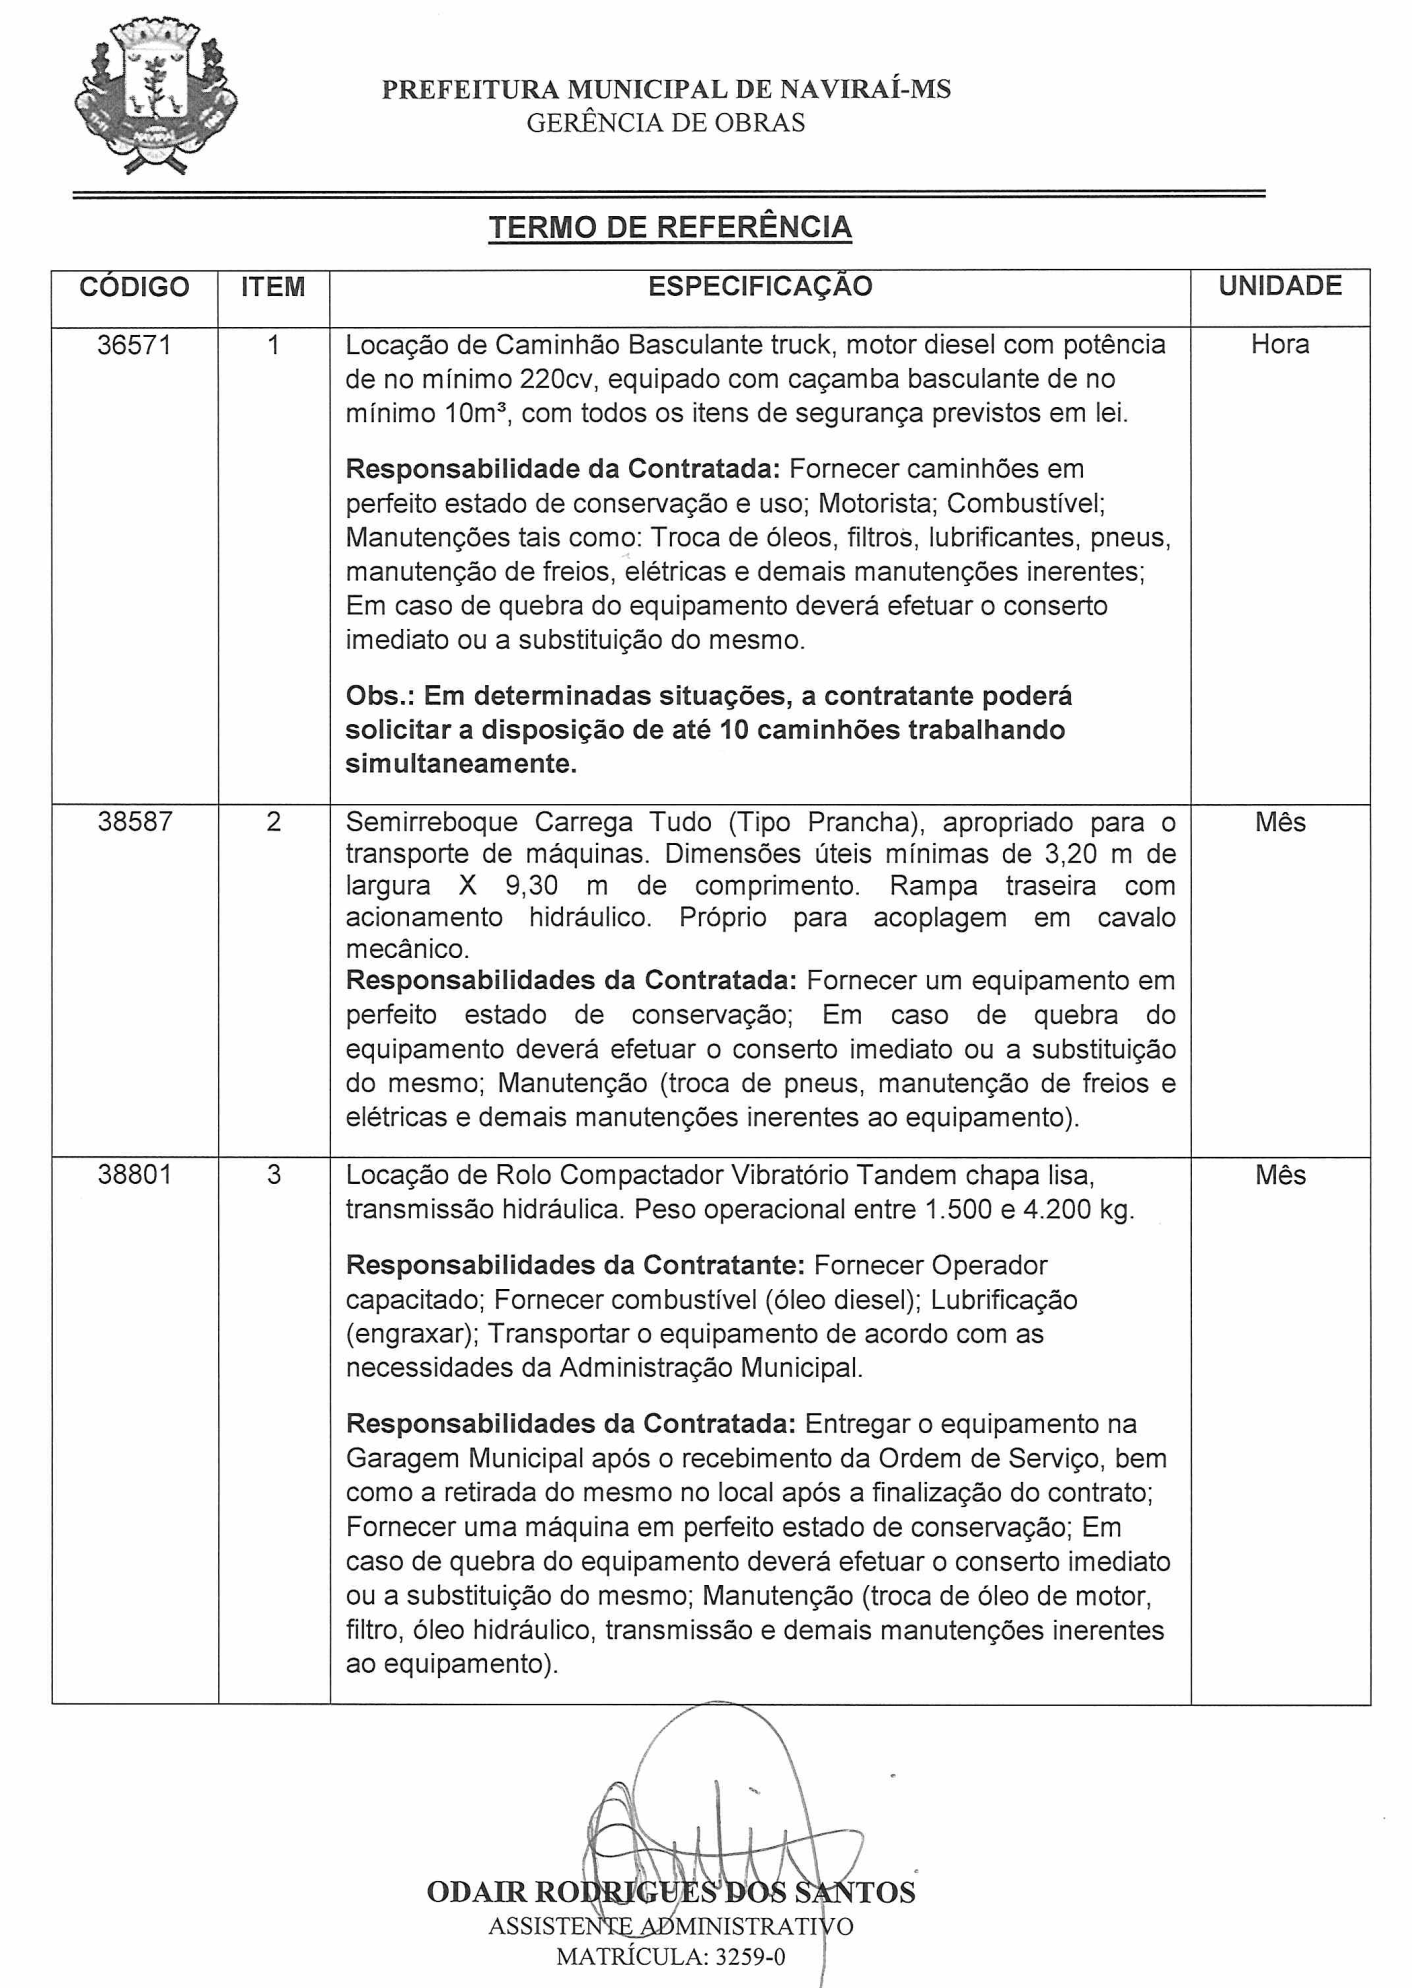 NAVIRAÍ
PREFEITURA MUNICIPAL DE NAVIRAÍ-MS
GERÊNCIA DE OBRAS
TERMO DE REFERÊNCIA
CÓDIGO ITEM ESPECIFICAÇÃO UNIDADE
36571 1 Locação de Caminhão Basculante truck, motor diesel com potência Hora
de no mínimo 220cv, equipado com caçamba basculante de no
mínimo 10m³, com todos os itens de segurança previstos em lei.
Responsabilidade da Contratada: Fornecer caminhões em
perfeito estado de conservação e uso; Motorista; Combustível;
Manutenções tais como: Troca de óleos, filtros, lubrificantes, pneus,
manutenção de freios, elétricas e demais manutenções inerentes;
Em caso de quebra do equipamento deverá efetuar o conserto
imediato ou a substituição do mesmo.
Obs.: Em determinadas situações, a contratante poderá
solicitar a disposição de até 10 caminhões trabalhando
simultaneamente.
38587 2 Semirreboque Carrega Tudo (Tipo Prancha), apropriado para o Mês
transporte de máquinas. Dimensões úteis mínimas de 3,20 m de
largura X 9,30 m de comprimento. Rampa traseira com
acionamento hidráulico. Próprio para acoplagem em cavalo
mecânico.
Responsabilidades da Contratada: Fornecer um equipamento em
perfeito estado de conservação; Em caso de quebra do
equipamento deverá efetuar o conserto imediato ou a substituição
do mesmo; Manutenção (troca de pneus, manutenção de freios e
elétricas e demais manutenções inerentes ao equipamento).
38801 3 Locação de Rolo Compactador Vibratório Tandem chapa lisa, Mês
transmissão hidráulica. Peso operacional entre 1.500 e 4.200 kg.
Responsabilidades da Contratante: Fornecer Operador
capacitado; Fornecer combustível (óleo diesel); Lubrificação
(engraxar); Transportar o equipamento de acordo com as
necessidades da Administração Municipal.
Responsabilidades da Contratada: Entregar o equipamento na
Garagem Municipal após o recebimento da Ordem de Serviço, bem
como a retirada do mesmo no local após a finalização do contrato;
Fornecer uma máquina em perfeito estado de conservação; Em
caso de quebra do equipamento deverá efetuar o conserto imediato
ou a substituição do mesmo; Manutenção (troca de óleo de motor,
filtro, óleo hidráulico, transmissão e demais manutenções inerentes
ao equipamento).
ODAIR RODRIGUES DOS SANTOS
ASSISTENTE ADMINISTRATIVO
MATRÍCULA: 3259-0